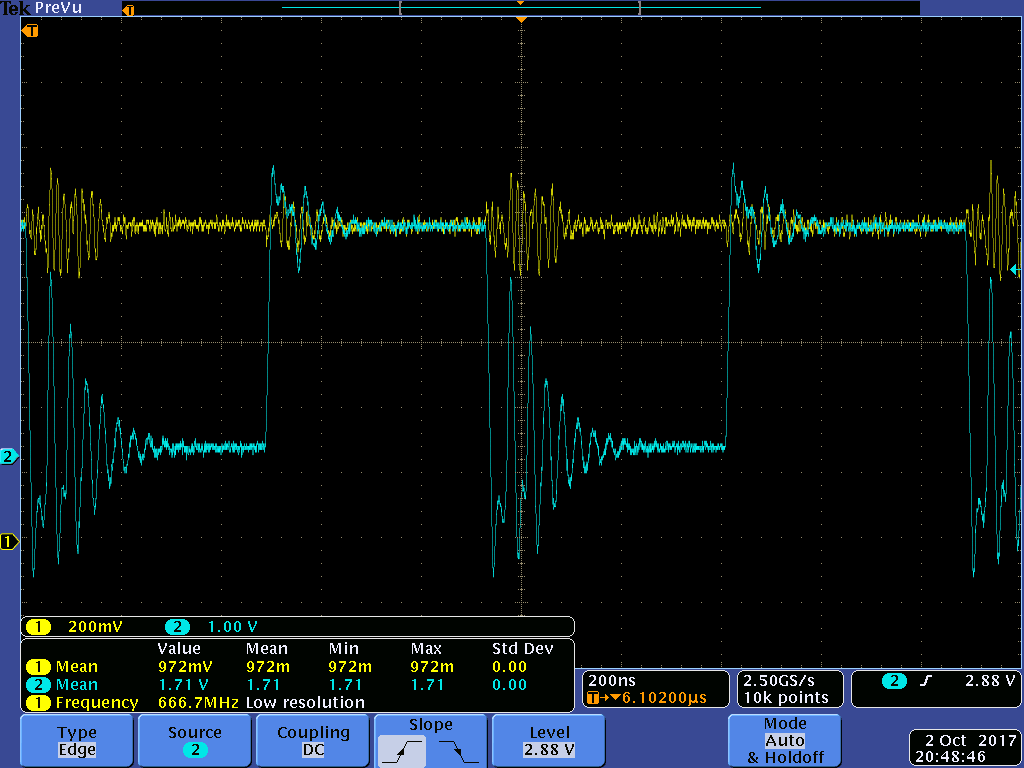 Tek PreVu
T
T
2
1
1 200mV 2 1.00 V
Value Mean Min Max Std Dev
1 Mean 972mV 972m 972m 972m 0.00
2 Mean 1.71 V 1.71 1.71 1.71 0.00
1 Frequency 666.7MHz Low resolution
200ns
T→▼6.10200µs
2.50GS/s
10k points
2 2.88 V
Type
Edge
Source
2
Coupling
DC
Slope
Level
2.88 V
Mode
Auto
& Holdoff
2 Oct 2017
20:48:46